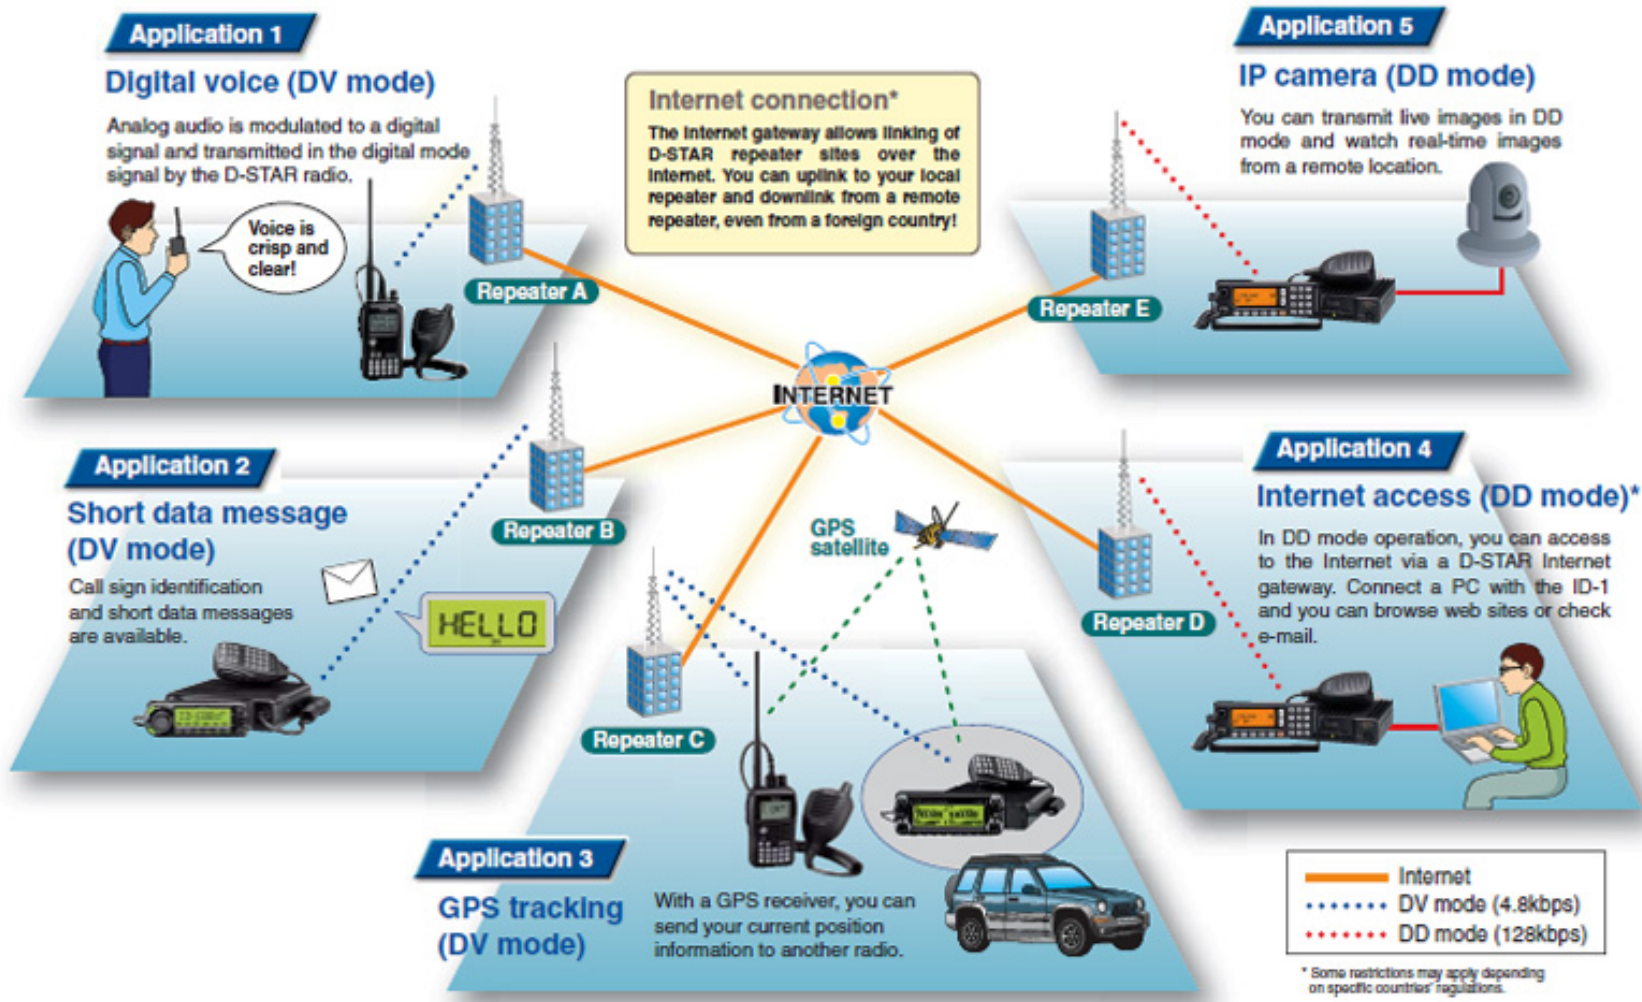 Application 1
Digital voice (DV mode)
Analog audio is modulated to a digital
signal and transmitted in the digital mode
signal by the D-STAR radio.
Voice is
crisp and
clear!
Repeater A
Internet connection*
The Internet gateway allows linking of
D-STAR repeater sites over the
Internet. You can uplink to your local
repeater and downlink from a remote
repeater, even from a foreign country!
Application 5
IP camera (DD mode)
You can transmit live images in DD
mode and watch real-time images
from a remote location.
Repeater E
INTERNET
Application 2
Short data message
(DV mode)
Call sign identification
and short data messages
are available.
HELLO
Repeater B
GPS
satellite
Application 4
Internet access (DD mode)*
In DD mode operation, you can access
to the Internet via a D-STAR Internet
gateway. Connect a PC with the ID-1
and you can browse web sites or check
e-mail.
Repeater D
Repeater C
Application 3
GPS tracking
(DV mode)
With a GPS receiver, you can
send your current position
information to another radio.
Internet
DV mode (4.8kbps)
DD mode (128kbps)
* Some restrictions may apply depending
on specific countries' regulations.